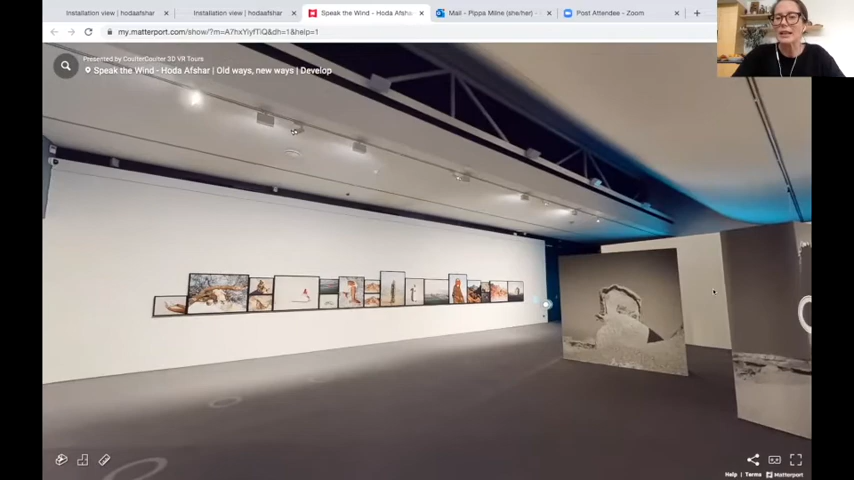 Installation view | hodaafshar
Installation view | hodaafshar
Speak the Wind - Hoda Afshar
Mail - Pippa Milne (she/her) -
Post Attendee - Zoom
my.matterport.com/show/?m=A7hxYiyfTiQ&dh=1&help=1
Presented by CoulterCoulter 3D VR Tours
Speak the Wind - Hoda Afshar | Old ways, new ways | Develop
Help | Terms Matterport